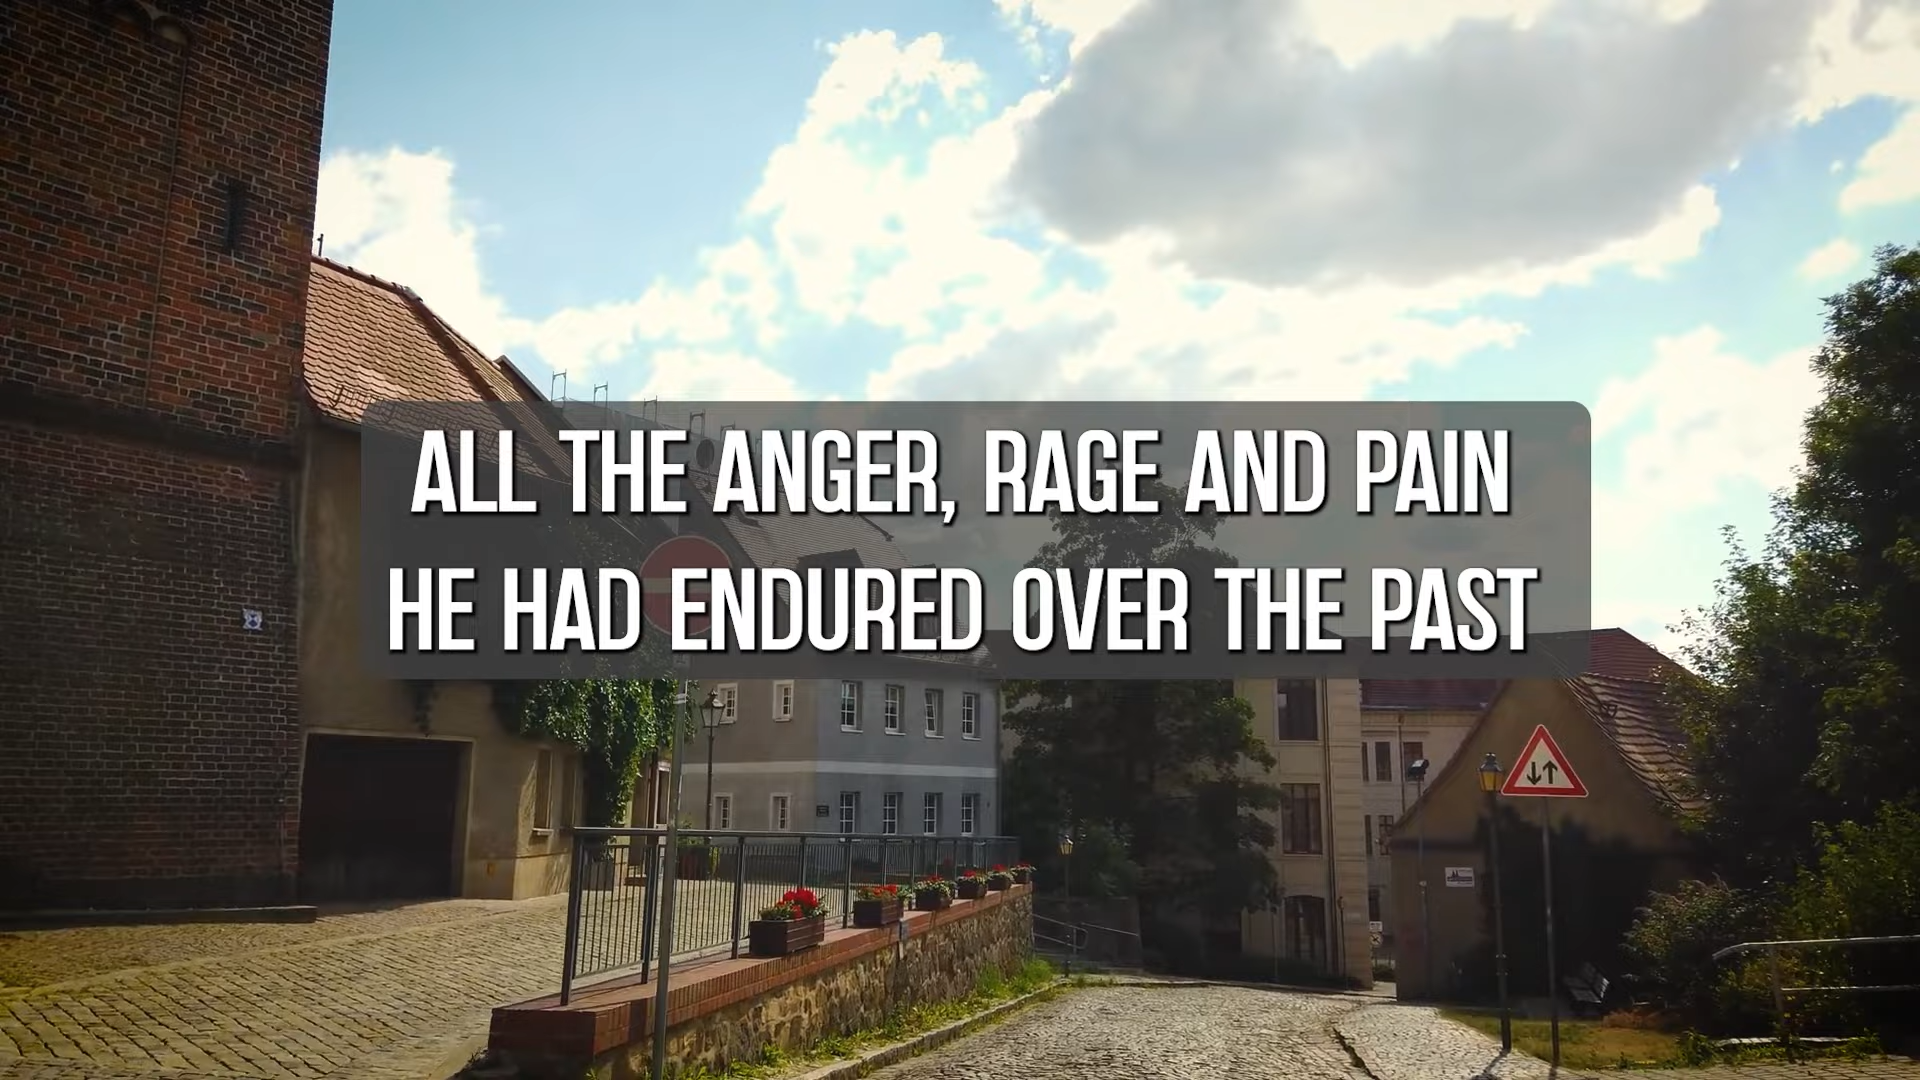 ALL THE ANGER, RAGE AND PAIN
HE HAD ENDURED OVER THE PAST